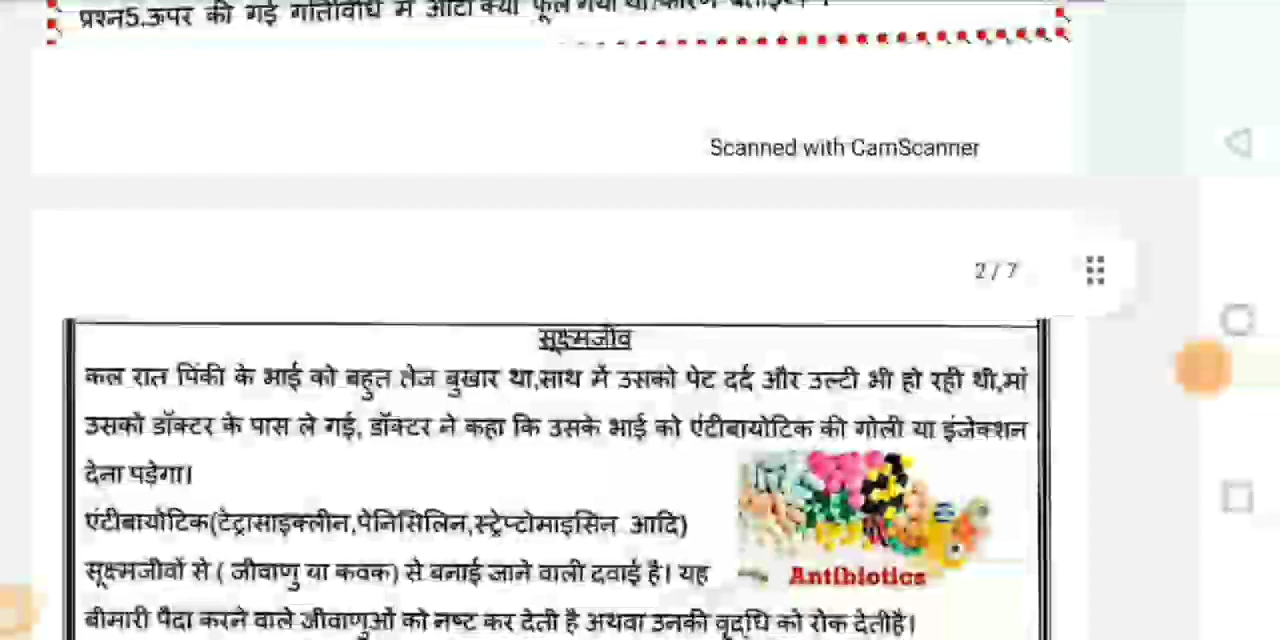 प्रश्न5.ऊपर की गई गतिविधि में आटा क्यों फूल गया था?कारण बताइए।
Scanned with CamScanner
2/7
सूक्ष्मजीव
कल रात पिंकी के भाई को बहुत तेज बुखार था,साथ में उसको पेट दर्द और उल्टी भी हो रही थी,मां
उसको डॉक्टर के पास ले गई, डॉक्टर ने कहा कि उसके भाई को एंटीबायोटिक की गोली या इंजेक्शन
देना पड़ेगा।
एंटीबायोटिक(टेट्रासाइक्लीन,पेनिसिलिन,स्ट्रेप्टोमाइसिन आदि)
सूक्ष्मजीवों से ( जीवाणु या कवक) से बनाई जाने वाली दवाई है। यह
Antibiotics
बीमारी पैदा करने वाले जीवाणुओं को नष्ट कर देती है अथवा उनकी वृद्धि को रोक देतीहै।